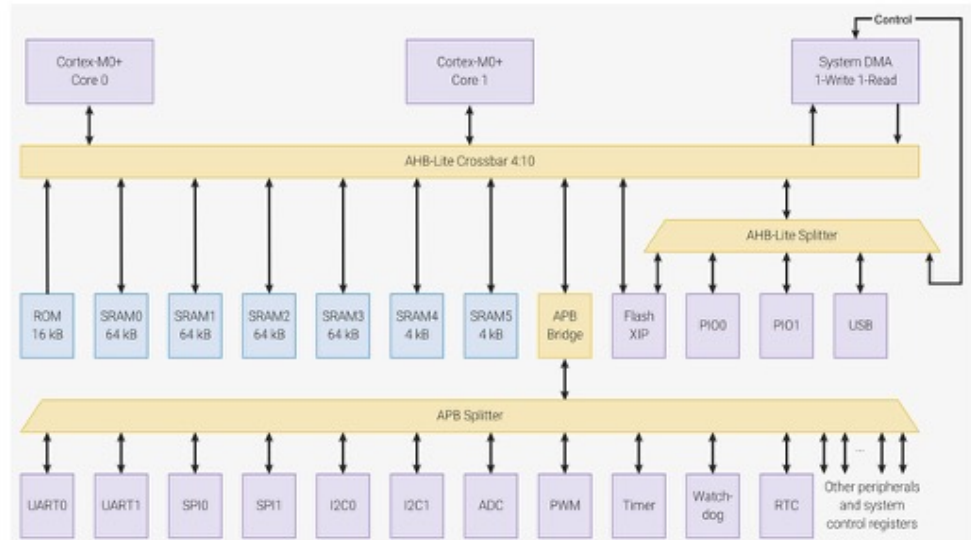 Control
Cortex-M0+
Core 0
Cortex-M0+
Core 1
System DMA
1-Write 1-Read
AHB-Lite Crossbar 4:10
AHB-Lite Splitter
ROM
16 kB
SRAM0
64 kB
SRAM1
64 kB
SRAM2
64 kB
SRAM3
64 kB
SRAM4
4 kB
SRAM5
4 kB
APB
Bridge
Flash
XIP
PIO0
PIO1
USB
APB Splitter
UART0
UART1
SPI0
SPI1
I2C0
I2C1
ADC
PWM
Timer
Watch-
dog
RTC
...
Other peripherals
and system
control registers